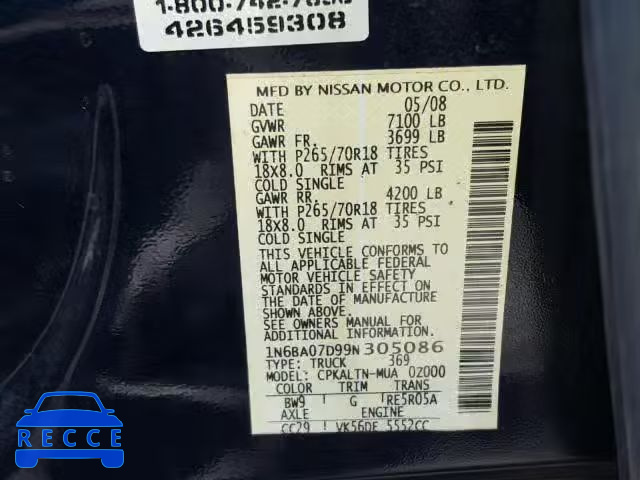 426459308
MFD BY NISSAN MOTOR CO., LTD.
DATE 05/08
GVWR 7100 LB
GAWR FR. 3699 LB
WITH P265/70R18 TIRES
18X8.0 RIMS AT 35 PSI
COLD SINGLE
GAWR RR. 4200 LB
WITH P265/70R18 TIRES
18X8.0 RIMS AT 35 PSI
COLD SINGLE
THIS VEHICLE CONFORMS TO
ALL APPLICABLE FEDERAL
MOTOR VEHICLE SAFETY
STANDARDS IN EFFECT ON
THE DATE OF MANUFACTURE
SHOWN ABOVE.
SEE OWNERS MANUAL FOR
ADDITIONAL INFORMATION.
1N6BA07D99N305086
TYPE: TRUCK 369
MODEL: CPKALTN-MUA 0Z000
COLOR TRIM TRANS
BW9 G RE5R05A
AXLE ENGINE
CC29 VK56DE 5552CC
BIDCARS.EU